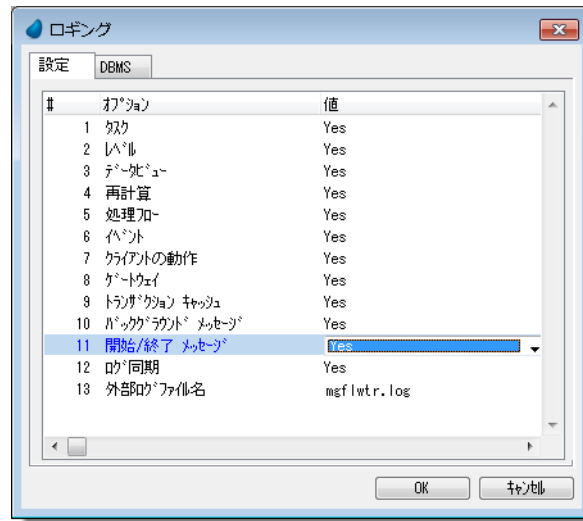 ロギング
設定 DBMS
# ｵﾌﾟｼｮﾝ 値
1 ﾀｽｸ Yes
2 ﾚﾍﾞﾙ Yes
3 ﾃﾞｰﾀﾋﾞｭｰ Yes
4 再計算 Yes
5 処理ﾌﾛｰ Yes
6 ｲﾍﾞﾝﾄ Yes
7 ｸﾗｲｱﾝﾄの動作 Yes
8 ｹﾞｰﾄｳｪｲ Yes
9 ﾄﾗﾝｻﾞｸｼｮﾝ ｷｬｯｼｭ Yes
10 ﾊﾞｯｸｸﾞﾗｳﾝﾄﾞ ﾒｯｾｰｼﾞ Yes
11 開始/終了 ﾒｯｾｰｼﾞ Yes
12 ﾛｸﾞ同期 Yes
13 外部ﾛｸﾞﾌｧｲﾙ名 mgflwtr.log
OK ｷｬﾝｾﾙ